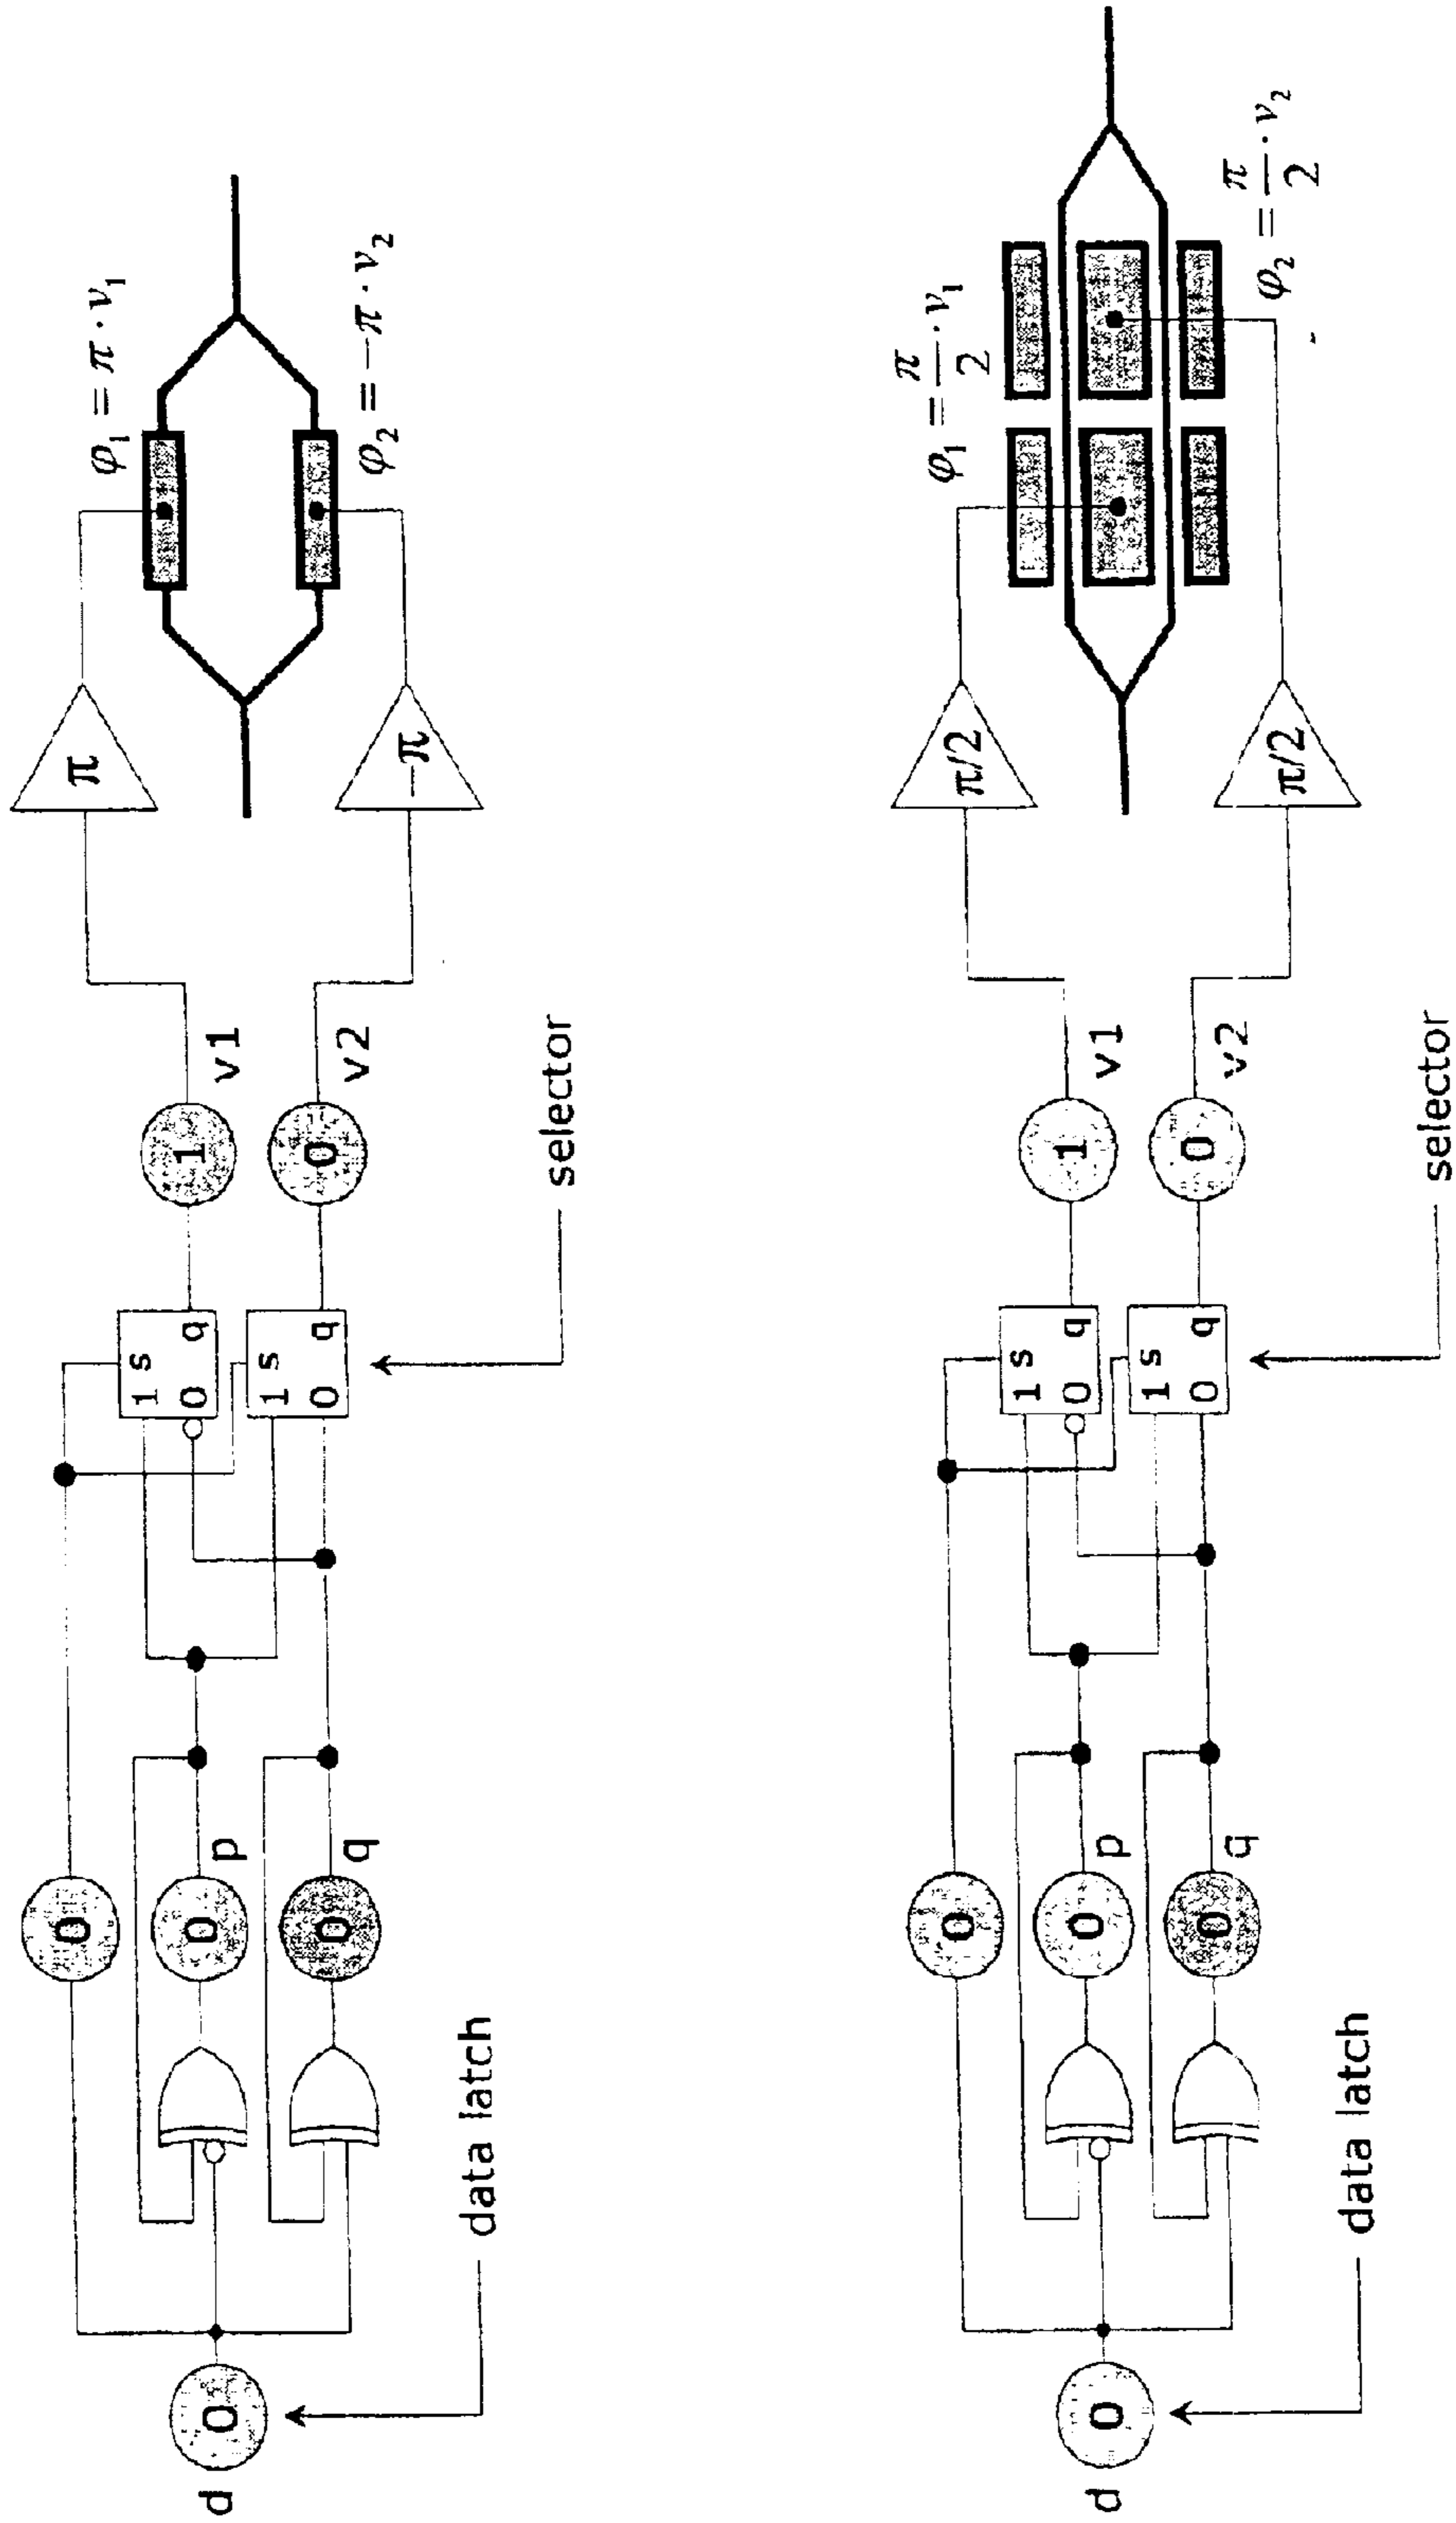 d
0
data latch
0
0
p
0
q
1 s
0 q
1 s
0 q
selector
1
v1
0
v2
π
−π
φ₁ = π · v₁
φ₂ = −π · v₂
d
0
data latch
0
0
p
0
q
1 s
0 q
1 s
0 q
selector
1
v1
0
v2
π/2
π/2
φ₁ = π/2 · v₁
φ₂ = π/2 · v₂